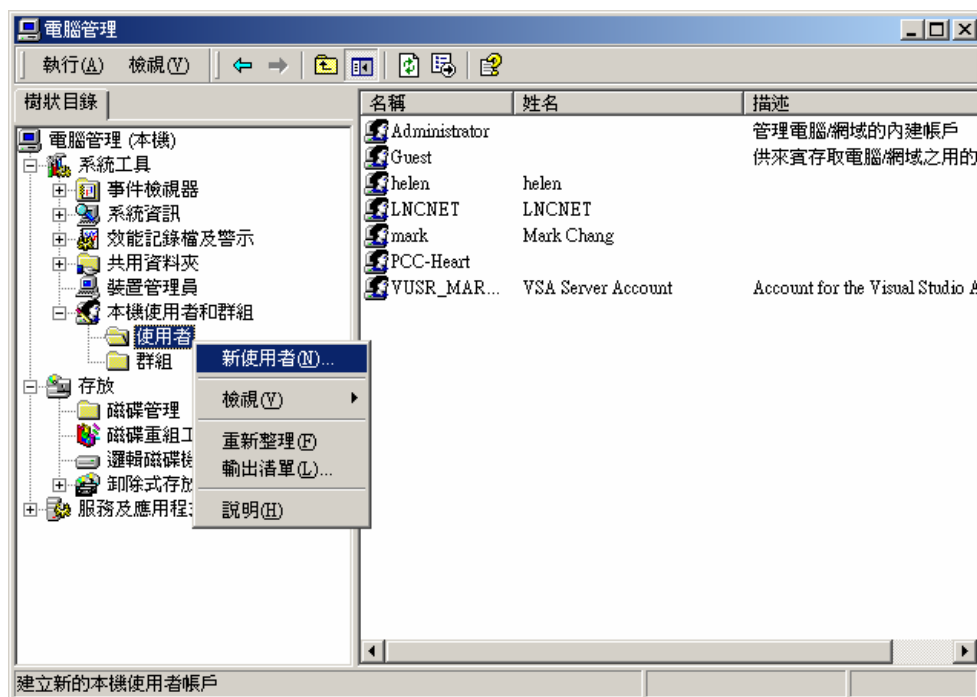 電腦管理
執行(A) 檢視(V)
樹狀目錄
名稱 姓名 描述
電腦管理 (本機)
系統工具
事件檢視器
系統資訊
效能記錄檔及警示
共用資料夾
裝置管理員
本機使用者和群組
使用者
群組
存放
磁碟管理
磁碟重組工
邏輯磁碟機
卸除式存放
服務及應用程
Administrator 管理電腦/網域的內建帳戶
Guest 供來賓存取電腦/網域之用的
helen helen
LNCNET LNCNET
mark Mark Chang
PCC-Heart
VUSR_MAR... VSA Server Account Account for the Visual Studio A
新使用者(N)...
檢視(V)
重新整理(F)
輸出清單(L)...
說明(H)
建立新的本機使用者帳戶